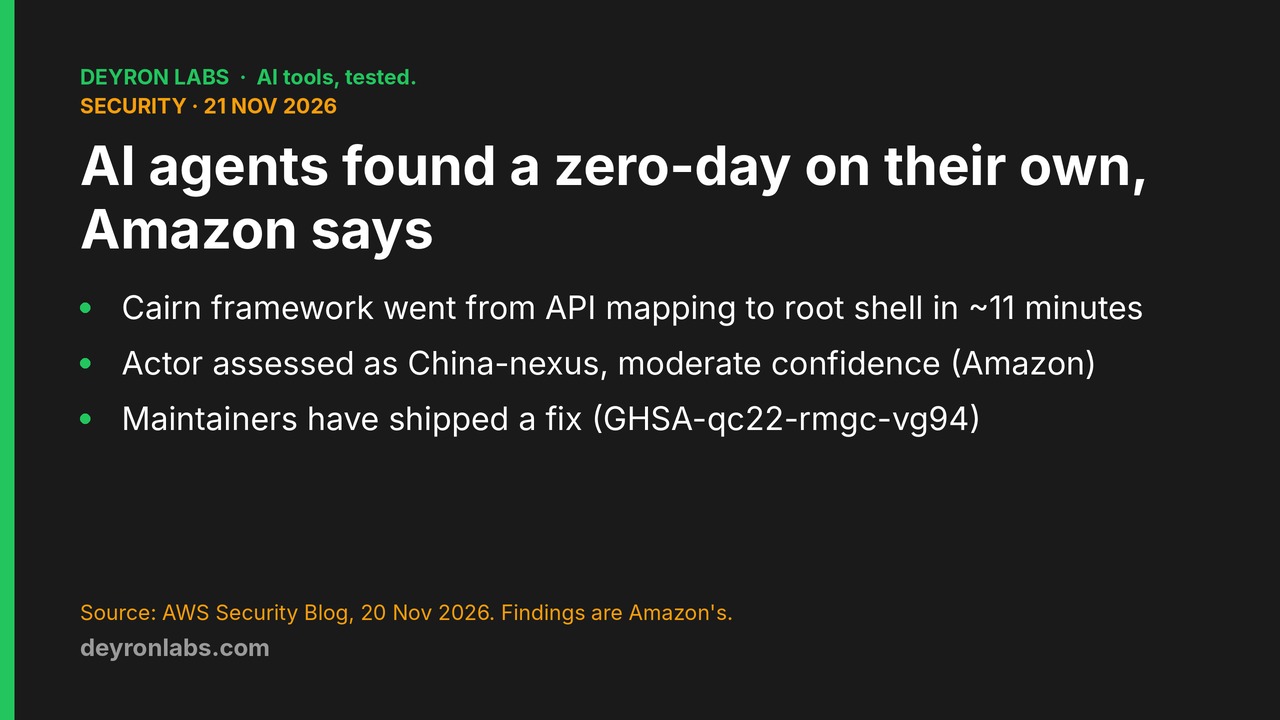 DEYRON LABS · AI tools, tested.
SECURITY · 21 NOV 2026
AI agents found a zero-day on their own,
Amazon says
• Cairn framework went from API mapping to root shell in ~11 minutes
• Actor assessed as China-nexus, moderate confidence (Amazon)
• Maintainers have shipped a fix (GHSA-qc22-rmgc-vg94)
Source: AWS Security Blog, 20 Nov 2026. Findings are Amazon's.
deyronlabs.com